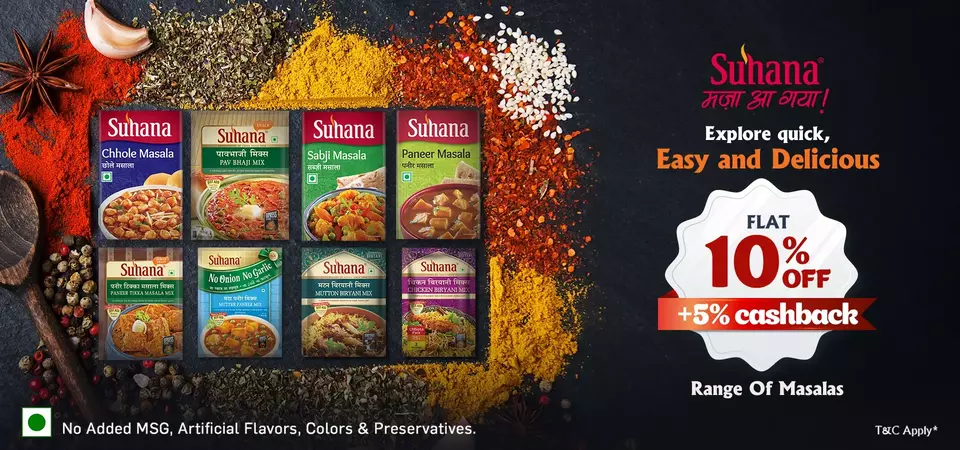 Suhana
मज़ा आ गया!
Explore quick,
Easy and Delicious
FLAT
10%
OFF
+5% cashback
Range Of Masalas
T&C Apply*
Suhana
Chhole Masala
छोले मसाला
Suhana
पावभाजी मिक्स
PAV BHAJI MIX
Suhana
Sabji Masala
सब्ज़ी मसाला
Suhana
Paneer Masala
पनीर मसाला
Suhana
पनीर टिक्का मसाला मिक्स
PANEER TIKKA MASALA MIX
Suhana
No Onion No Garlic
मटर पनीर मिक्स
MUTTER PANEER MIX
Suhana
मटन बिरयानी मिक्स
MUTTON BIRYANI MIX
Suhana
चिकन बिरयानी मिक्स
CHICKEN BIRYANI MIX
No Added MSG, Artificial Flavors, Colors & Preservatives.